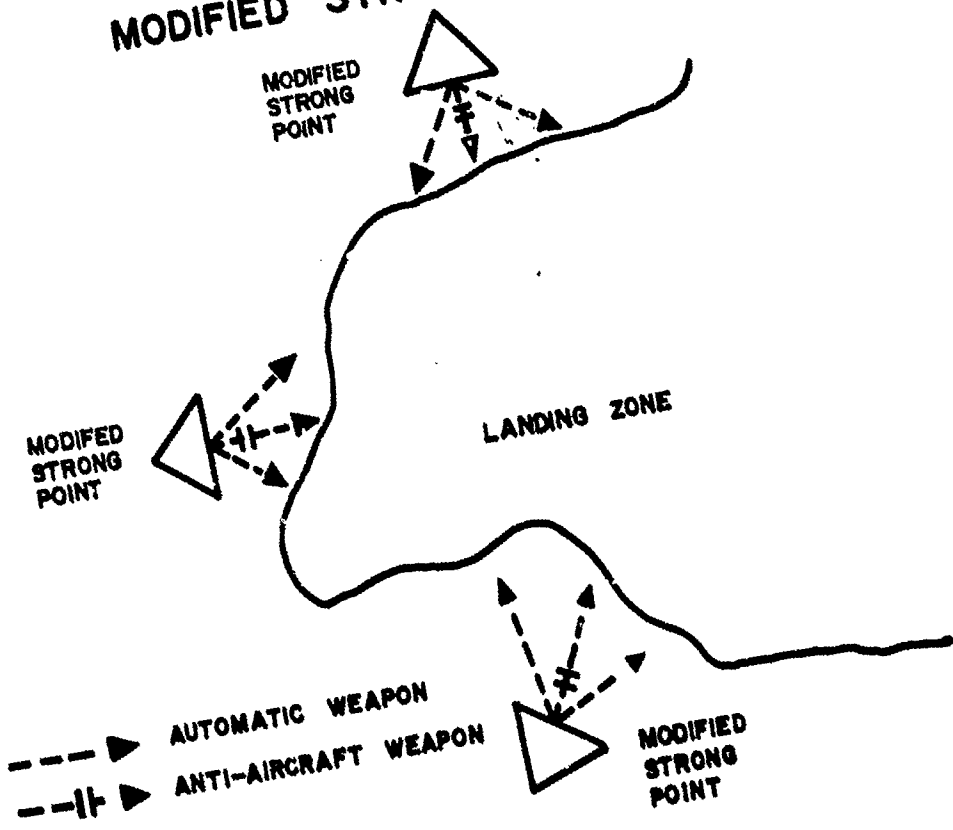 MODIFIED
MODIFIED
STRONG
POINT
LANDING ZONE
MODIFED
STRONG
POINT
AUTOMATIC WEAPON
ANTI-AIRCRAFT WEAPON
MODIFIED
STRONG
POINT